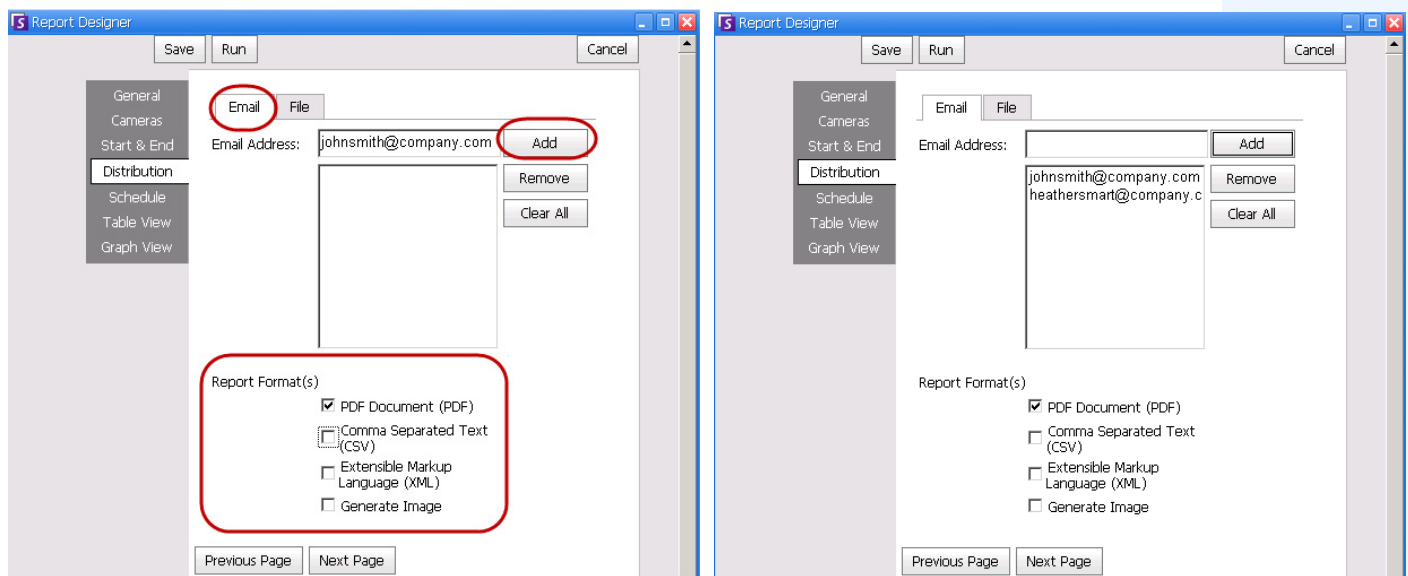 Report Designer
Save Run Cancel
General
Cameras
Start & End
Distribution
Schedule
Table View
Graph View
Email File
Email Address: johnsmith@company.com Add
Remove
Clear All
Report Format(s)
PDF Document (PDF)
Comma Separated Text
(CSV)
Extensible Markup
Language (XML)
Generate Image
Previous Page Next Page
Report Designer
Save Run Cancel
General
Cameras
Start & End
Distribution
Schedule
Table View
Graph View
Email File
Email Address: Add
johnsmith@company.com
heathersmart@company.c
Remove
Clear All
Report Format(s)
PDF Document (PDF)
Comma Separated Text
(CSV)
Extensible Markup
Language (XML)
Generate Image
Previous Page Next Page